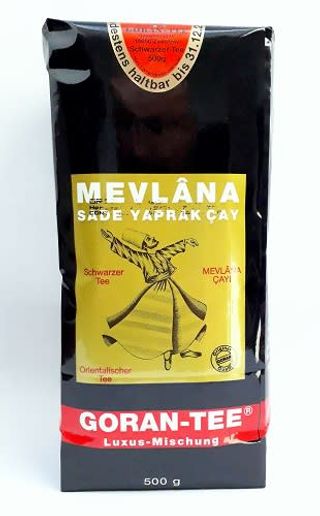 destens haltbar bis 31.12.2
Schwarzer-Tee
500g
MEVLÂNA
SADE YAPRAK ÇAY
Schwarzer
Tee
MEVLÂNA
ÇAYI
Orientalischer
Tee
GORAN-TEE®
Luxus-Mischung
500 g